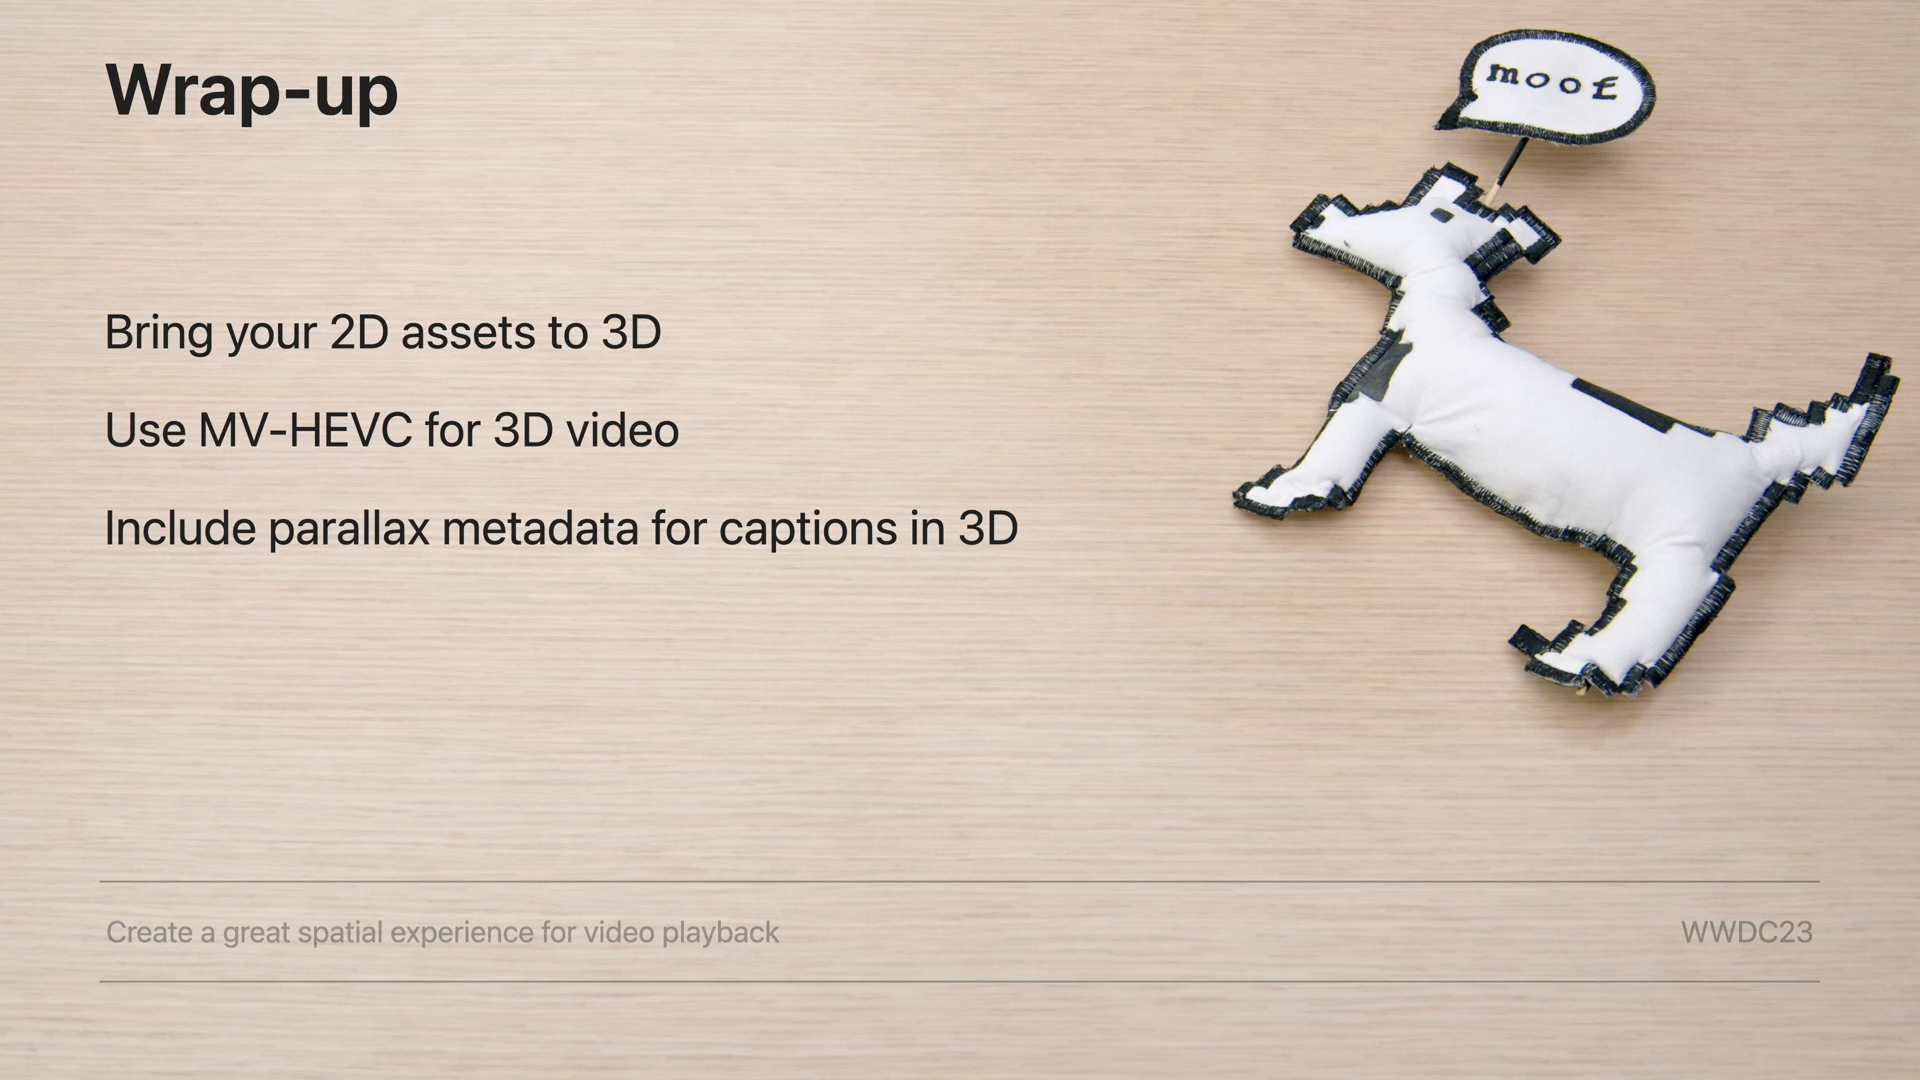 Wrap-up
moof
Bring your 2D assets to 3D
Use MV-HEVC for 3D video
Include parallax metadata for captions in 3D
Create a great spatial experience for video playback
WWDC23